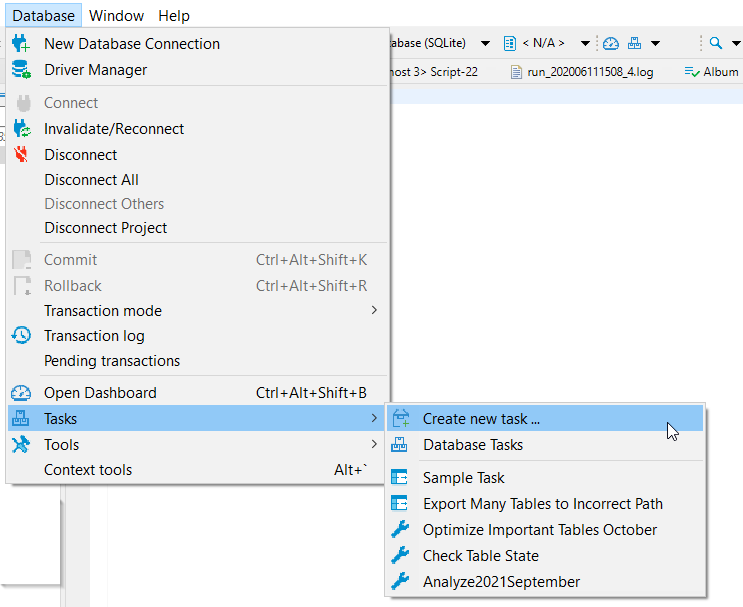 Database Window Help
New Database Connection
abase (SQLite) < N/A >
Driver Manager
ost 3> Script-22 run_202006111508_4.log Album
Connect
Invalidate/Reconnect
Disconnect
Disconnect All
Disconnect Others
Disconnect Project
Commit Ctrl+Alt+Shift+K
Rollback Ctrl+Alt+Shift+R
Transaction mode
Transaction log
Pending transactions
Open Dashboard Ctrl+Alt+Shift+B
Tasks
Create new task ...
Tools
Database Tasks
Context tools Alt+`
Sample Task
Export Many Tables to Incorrect Path
Optimize Important Tables October
Check Table State
Analyze2021September